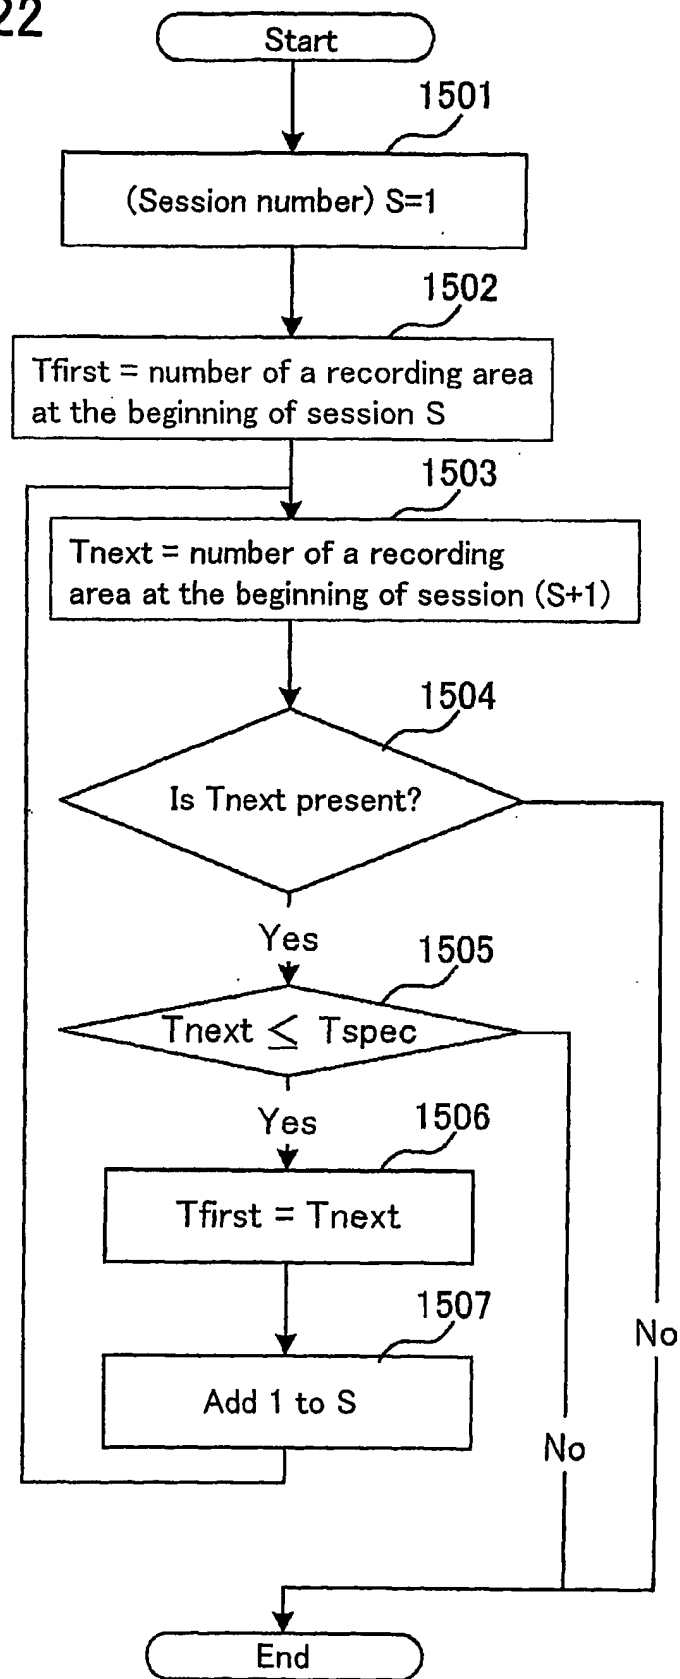 22
Start
1501
(Session number) S=1
1502
Tfirst = number of a recording area
at the beginning of session S
1503
Tnext = number of a recording
area at the beginning of session (S+1)
1504
Is Tnext present?
Yes
1505
Tnext ≤ Tspec
Yes
1506
Tfirst = Tnext
1507
Add 1 to S
No
No
End